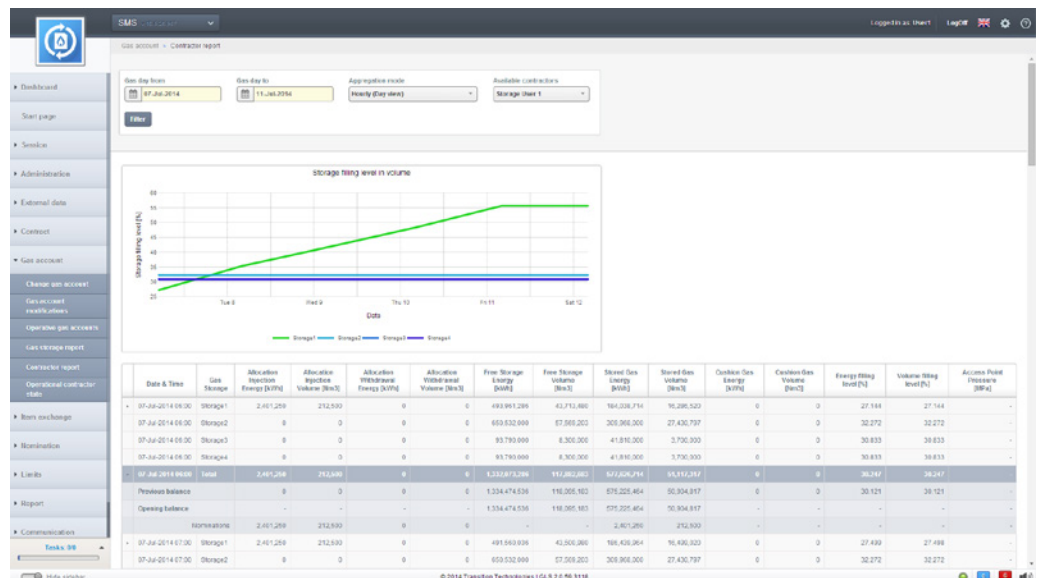 SMS
Logged in as: User1 LogOff
Gas account > Contractor report
Dashboard
Start page
Session
Administration
External data
Contract
Gas account
Change gas account
Gas account modifications
Operative gas accounts
Gas storage report
Contractor report
Operational contractor state
Item exchange
Nomination
Limits
Report
Communication
Tasks: 0/0
Hide sidebar
Gas day from
07-Jul-2014
Gas day to
11-Jul-2014
Aggregation mode
Hourly (Day view)
Available contractors
Storage User 1
Filter
Storage filling level in volume
Storage filling level [%]
60
55
50
45
40
35
30
25
Tue 8 Wed 9 Thu 10 Fri 11 Sat 12
Date
Storage1 Storage2 Storage3 Storage4
Date & Time Gas Storage Allocation Injection Energy [kWh] Allocation Injection Volume [Nm3] Allocation Withdrawal Energy [kWh] Allocation Withdrawal Volume [Nm3] Free Storage Energy [kWh] Free Storage Volume [Nm3] Stored Gas Energy [kWh] Stored Gas Volume [Nm3] Cushion Gas Energy [kWh] Cushion Gas Volume [Nm3] Energy filling level [%] Volume filling level [%] Access Point Pressure [MPa]
07-Jul-2014 06:00 Storage1 2,401,250 212,500 0 0 0 0 27.144 27.144 -
07-Jul-2014 06:00 Storage2 0 0 0 0 650,532,000 57,569,203 309,968,000 27,430,797 0 0 32.272 32.272 -
07-Jul-2014 06:00 Storage3 0 0 0 0 93,790,000 8,300,000 41,810,000 3,700,000 0 0 30.833 30.833 -
07-Jul-2014 06:00 Storage4 0 0 0 0 93,790,000 8,300,000 41,810,000 3,700,000 0 0 30.833 30.833 -
07-Jul-2014 06:00 Total 2,401,250 212,500 0 0 0 0 30.247 30.247 -
Previous balance 0 0 0 0 1,334,474,536 118,095,183 575,225,464 50,904,817 0 0 30.121 30.121 -
Opening balance - - - - 1,334,474,536 118,095,183 575,225,464 50,904,817 - - - - -
Nominations 2,401,250 212,500 0 0 - - 2,401,250 212,500 - - - - -
07-Jul-2014 07:00 Storage1 2,401,250 212,500 0 0 0 0 27.498 27.498 -
07-Jul-2014 07:00 Storage2 0 0 0 0 650,532,000 57,569,203 309,968,000 27,430,797 0 0 32.272 32.272 -
© 2014 Transition Technologies